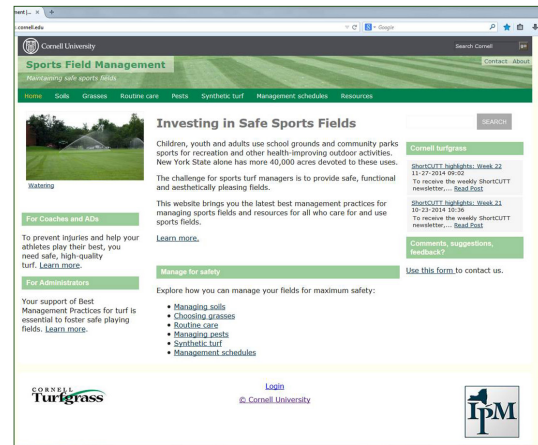 ment |... × +
cornell.edu
Google
Cornell University
Search Cornell
go
Sports Field Management
Maintaining safe sports fields
Contact About
Home Soils Grasses Routine care Pests Synthetic turf Management schedules Resources
Watering
For Coaches and ADs
To prevent injuries and help your
athletes play their best, you
need safe, high-quality
turf. Learn more.
For Administrators
Your support of Best
Management Practices for turf is
essential to foster safe playing
fields. Learn more.
Investing in Safe Sports Fields
Children, youth and adults use school grounds and community parks
sports for recreation and other health-improving outdoor activities.
New York State alone has more 40,000 acres devoted to these uses.
The challenge for sports turf managers is to provide safe, functional
and aesthetically pleasing fields.
This website brings you the latest best management practices for
managing sports fields and resources for all who care for and use
sports fields.
Learn more.
Manage for safety
Explore how you can manage your fields for maximum safety:
• Managing soils
• Choosing grasses
• Routine care
• Managing pests
• Synthetic turf
• Management schedules
SEARCH
Cornell turfgrass
ShortCUTT highlights: Week 22
11-27-2014 09:02
To receive the weekly ShortCUTT
newsletter,... Read Post
ShortCUTT highlights: Week 21
10-23-2014 10:36
To receive the weekly ShortCUTT
newsletter,... Read Post
Comments, suggestions,
feedback?
Use this form to contact us.
CORNELL
Turfgrass
Login
© Cornell University
IPM